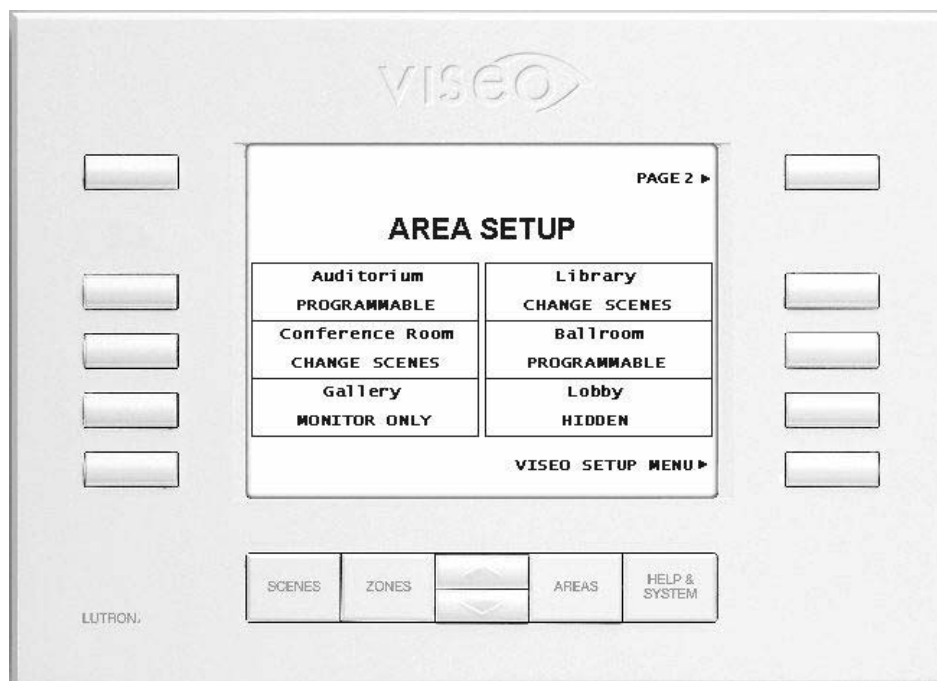 VISEO
PAGE 2 ▶
AREA SETUP
Auditorium
PROGRAMMABLE
Library
CHANGE SCENES
Conference Room
CHANGE SCENES
Ballroom
PROGRAMMABLE
Gallery
MONITOR ONLY
Lobby
HIDDEN
VISEO SETUP MENU ▶
SCENES
ZONES
AREAS
HELP &
SYSTEM
LUTRON.